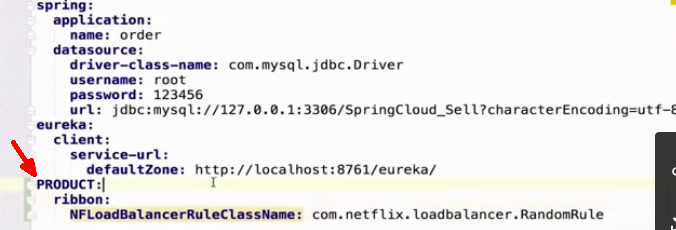 spring:
application:
name: order
datasource:
driver-class-name: com.mysql.jdbc.Driver
username: root
password: 123456
url: jdbc:mysql://127.0.0.1:3306/SpringCloud_Sell?characterEncoding=utf-8
eureka:
client:
service-url:
defaultZone: http://localhost:8761/eureka/
PRODUCT:
ribbon:
NFLoadBalancerRuleClassName: com.netflix.loadbalancer.RandomRule